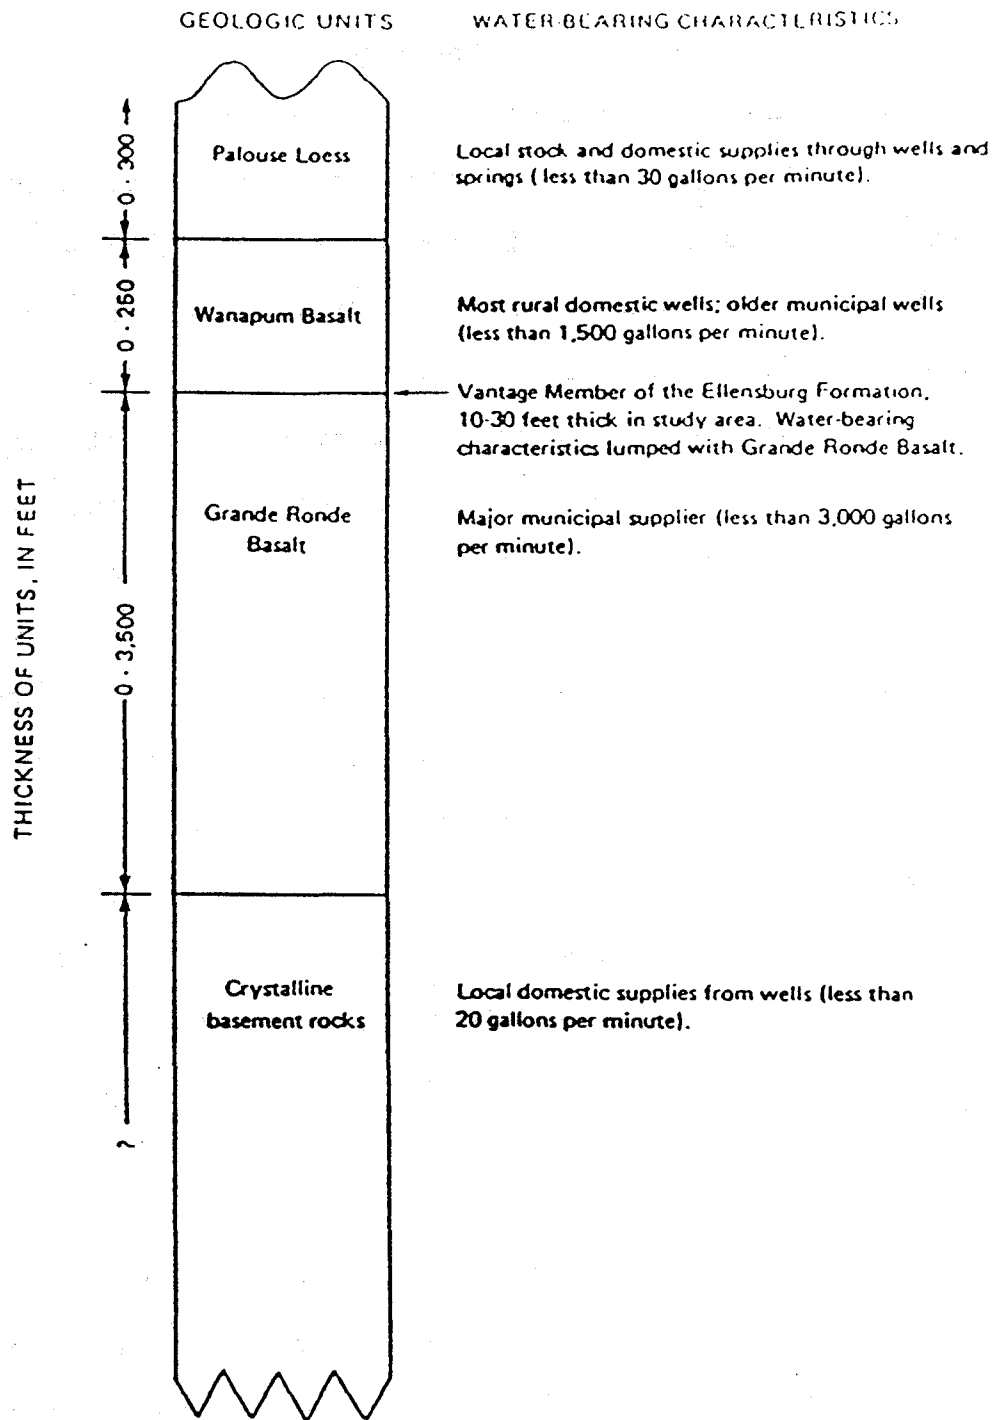 GEOLOGIC UNITS
WATER-BEARING CHARACTERISTICS
THICKNESS OF UNITS, IN FEET
0 - 300
Palouse Loess
Local stock and domestic supplies through wells and
springs ( less than 30 gallons per minute).
0 - 250
Wanapum Basalt
Most rural domestic wells; older municipal wells
(less than 1,500 gallons per minute).
Vantage Member of the Ellensburg Formation,
10-30 feet thick in study area. Water-bearing
characteristics lumped with Grande Ronde Basalt.
0 - 3,500
Grande Ronde
Basalt
Major municipal supplier (less than 3,000 gallons
per minute).
?
Crystalline
basement rocks
Local domestic supplies from wells (less than
20 gallons per minute).